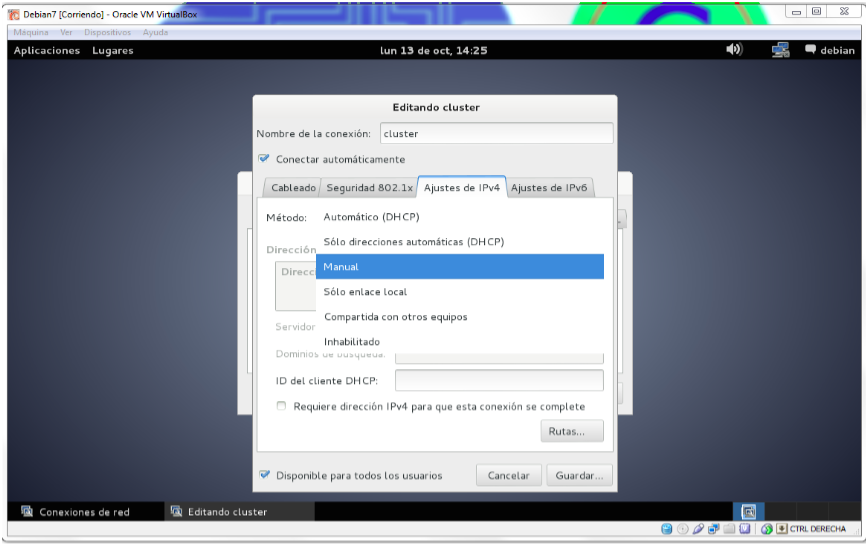 Debian7 [Corriendo] - Oracle VM VirtualBox
Máquina Ver Dispositivos Ayuda
Aplicaciones Lugares lun 13 de oct, 14:25 debian
Editando cluster
Nombre de la conexión: cluster
Conectar automáticamente
Cableado Seguridad 802.1x Ajustes de IPv4 Ajustes de IPv6
Método: Automático (DHCP)
Sólo direcciones automáticas (DHCP)
Dirección
Manual
Direcc
Sólo enlace local
Compartida con otros equipos
Servidor
Inhabilitado
Dominios de búsqueda:
ID del cliente DHCP:
Requiere dirección IPv4 para que esta conexión se complete
Rutas...
Disponible para todos los usuarios Cancelar Guardar...
Conexiones de red Editando cluster
CTRL DERECHA